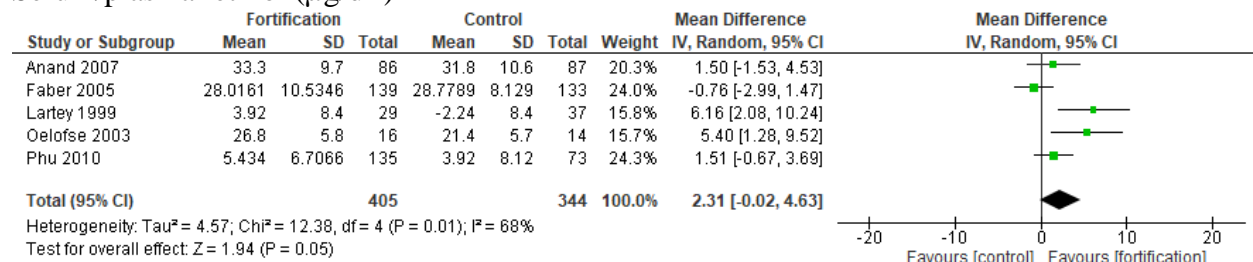 Fortification Control Mean Difference Mean Difference
Study or Subgroup Mean SD Total Mean SD Total Weight IV, Random, 95% CI IV, Random, 95% CI
Anand 2007 33.3 9.7 86 31.8 10.6 87 20.3% 1.50 [-1.53, 4.53]
Faber 2005 28.0161 10.5346 139 28.7789 8.129 133 24.0% -0.76 [-2.99, 1.47]
Lartey 1999 3.92 8.4 29 -2.24 8.4 37 15.8% 6.16 [2.08, 10.24]
Oelofse 2003 26.8 5.8 16 21.4 5.7 14 15.7% 5.40 [1.28, 9.52]
Phu 2010 5.434 6.7066 135 3.92 8.12 73 24.3% 1.51 [-0.67, 3.69]
Total (95% CI) 405 344 100.0% 2.31 [-0.02, 4.63]
Heterogeneity: Tau² = 4.57; Chi² = 12.38, df = 4 (P = 0.01); I² = 68%
Test for overall effect: Z = 1.94 (P = 0.05)
-20 -10 0 10 20
Favours [control] Favours [fortification]